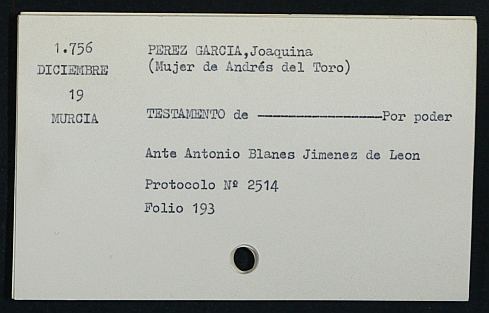 1.756
DICIEMBRE
19
MURCIA
PEREZ GARCIA,Joaquina
(Mujer de Andrés del Toro)
TESTAMENTO de ————————Por poder
Ante Antonio Blanes Jimenez de Leon
Protocolo Nº 2514
Folio 193